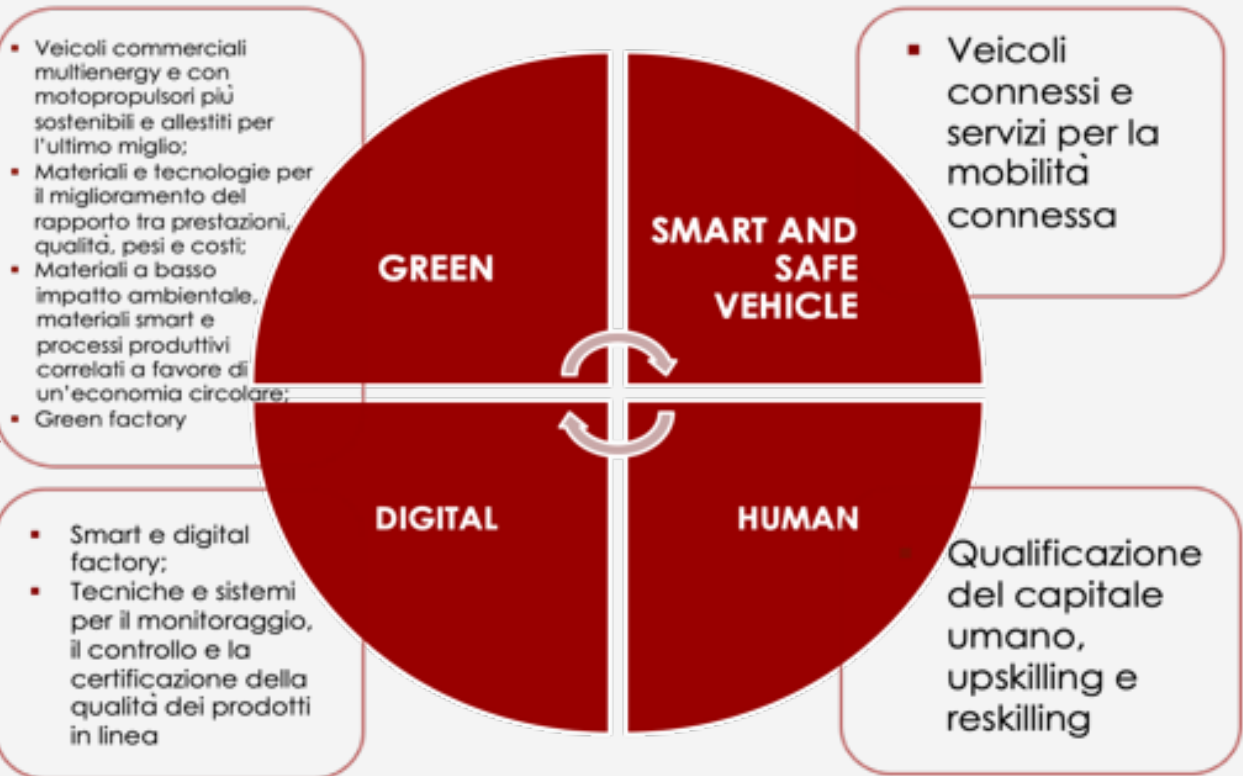 Veicoli commerciali
multienergy e con
motopropulsori più
sostenibili e allestiti per
l'ultimo miglio;
Materiali e tecnologie per
il miglioramento del
rapporto tra prestazioni,
qualità, pesi e costi;
Materiali a basso
impatto ambientale,
materiali smart e
processi produttivi
correlati a favore di
un'economia circolare;
Green factory
GREEN
SMART AND
SAFE
VEHICLE
Veicoli
connessi e
servizi per la
mobilità
connessa
Smart e digital
factory;
Tecniche e sistemi
per il monitoraggio,
il controllo e la
certificazione della
qualità dei prodotti
in linea
DIGITAL
HUMAN
Qualificazione
del capitale
umano,
upskilling e
reskilling